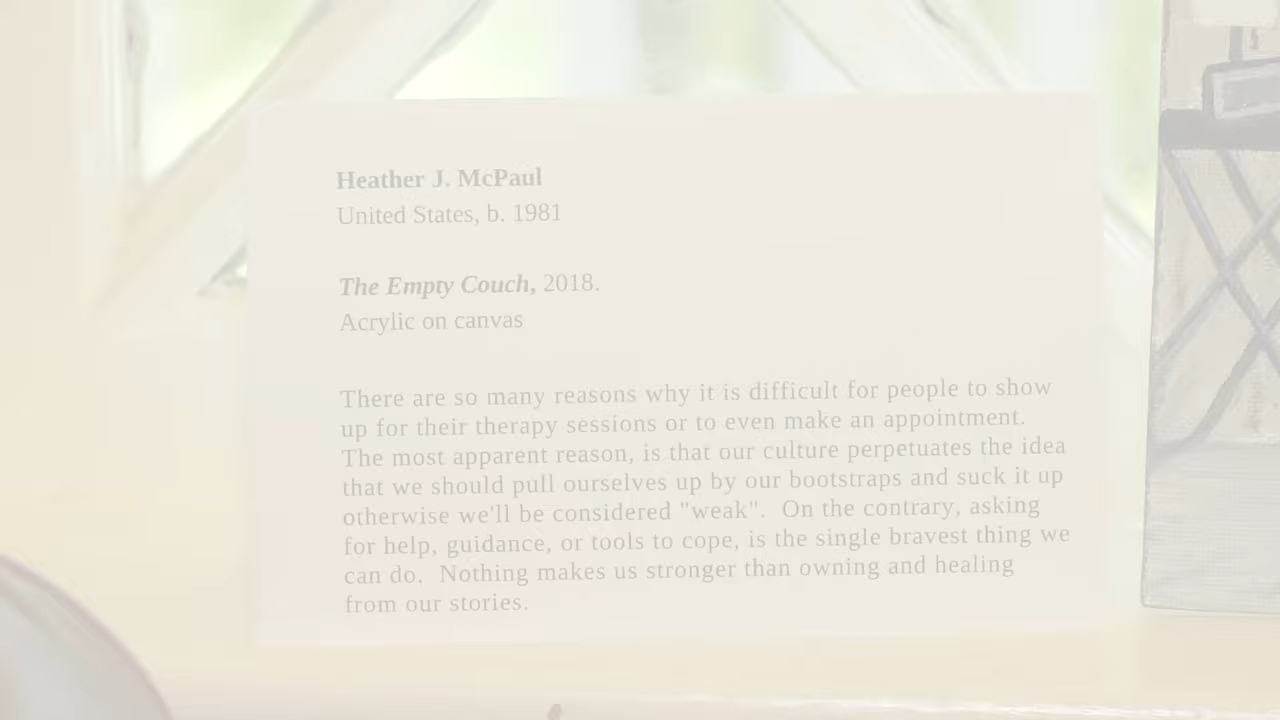 Heather J. McPaul
United States, b. 1981
The Empty Couch, 2018.
Acrylic on canvas
There are so many reasons why it is difficult for people to show
up for their therapy sessions or to even make an appointment.
The most apparent reason, is that our culture perpetuates the idea
that we should pull ourselves up by our bootstraps and suck it up
otherwise we'll be considered "weak".  On the contrary, asking
for help, guidance, or tools to cope, is the single bravest thing we
can do.  Nothing makes us stronger than owning and healing
from our stories.